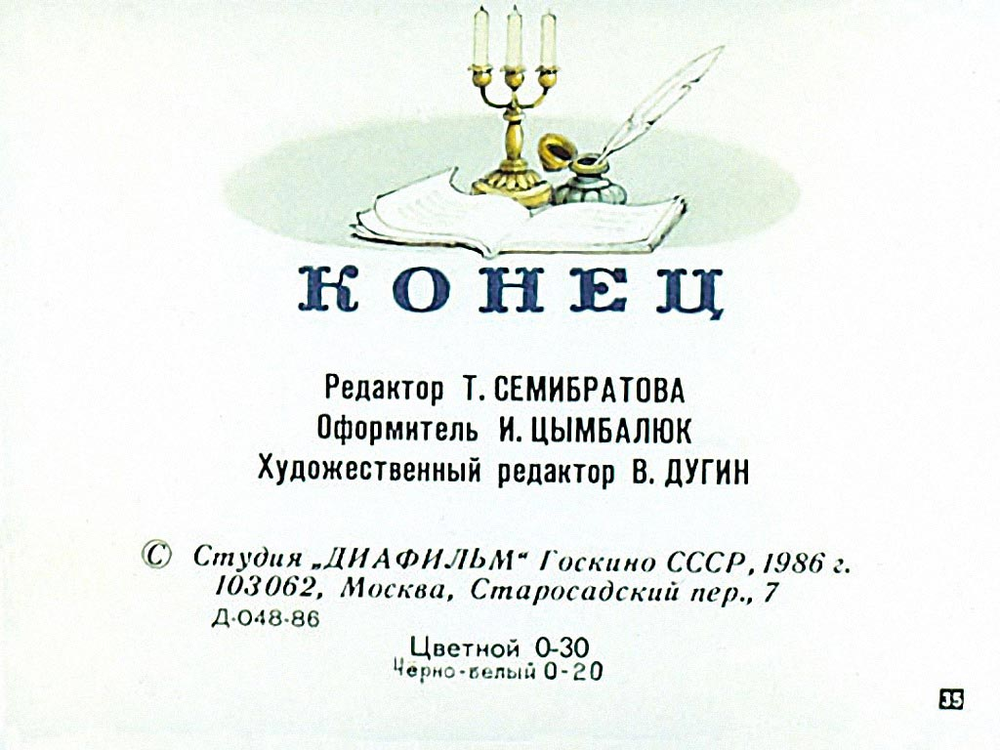 КОНЕЦ
Редактор Т. СЕМИБРАТОВА
Оформитель И. ЦЫМБАЛЮК
Художественный редактор В. ДУГИН
© Студия „ДИАФИЛЬМ“ Госкино СССР, 1986 г.
103062, Москва, Старосадский пер., 7
Д-048-86
Цветной 0-30
Черно-белый 0-20
35